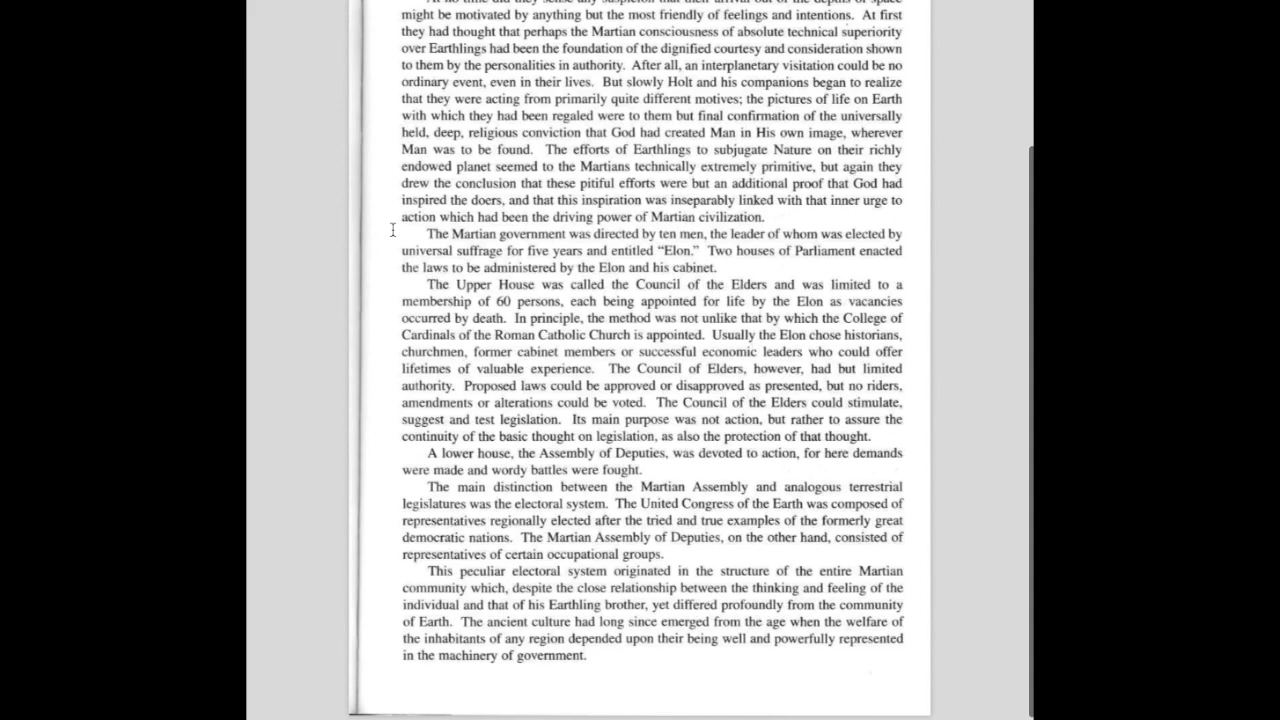 might be motivated by anything but the most friendly of feelings and intentions. At first
they had thought that perhaps the Martian consciousness of absolute technical superiority
over Earthlings had been the foundation of the dignified courtesy and consideration shown
to them by the personalities in authority. After all, an interplanetary visitation could be no
ordinary event, even in their lives. But slowly Holt and his companions began to realize
that they were acting from primarily quite different motives; the pictures of life on Earth
with which they had been regaled were to them but final confirmation of the universally
held, deep, religious conviction that God had created Man in His own image, wherever
Man was to be found. The efforts of Earthlings to subjugate Nature on their richly
endowed planet seemed to the Martians technically extremely primitive, but again they
drew the conclusion that these pitiful efforts were but an additional proof that God had
inspired the doers, and that this inspiration was inseparably linked with that inner urge to
action which had been the driving power of Martian civilization.
The Martian government was directed by ten men, the leader of whom was elected by
universal suffrage for five years and entitled “Elon.” Two houses of Parliament enacted
the laws to be administered by the Elon and his cabinet.
The Upper House was called the Council of the Elders and was limited to a
membership of 60 persons, each being appointed for life by the Elon as vacancies
occurred by death. In principle, the method was not unlike that by which the College of
Cardinals of the Roman Catholic Church is appointed. Usually the Elon chose historians,
churchmen, former cabinet members or successful economic leaders who could offer
lifetimes of valuable experience. The Council of Elders, however, had but limited
authority. Proposed laws could be approved or disapproved as presented, but no riders,
amendments or alterations could be voted. The Council of the Elders could stimulate,
suggest and test legislation. Its main purpose was not action, but rather to assure the
continuity of the basic thought on legislation, as also the protection of that thought.
A lower house, the Assembly of Deputies, was devoted to action, for here demands
were made and wordy battles were fought.
The main distinction between the Martian Assembly and analogous terrestrial
legislatures was the electoral system. The United Congress of the Earth was composed of
representatives regionally elected after the tried and true examples of the formerly great
democratic nations. The Martian Assembly of Deputies, on the other hand, consisted of
representatives of certain occupational groups.
This peculiar electoral system originated in the structure of the entire Martian
community which, despite the close relationship between the thinking and feeling of the
individual and that of his Earthling brother, yet differed profoundly from the community
of Earth. The ancient culture had long since emerged from the age when the welfare of
the inhabitants of any region depended upon their being well and powerfully represented
in the machinery of government.